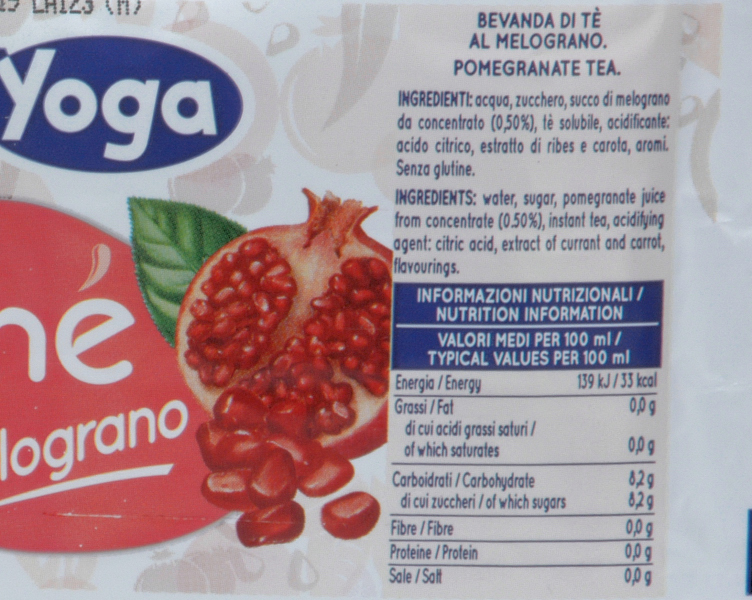 Yoga
hé
lograno
BEVANDA DI TÈ
AL MELOGRANO.
POMEGRANATE TEA.
INGREDIENTI: acqua, zucchero, succo di melograno
da concentrato (0,50%), tè solubile, acidificante:
acido citrico, estratto di ribes e carota, aromi.
Senza glutine.
INGREDIENTS: water, sugar, pomegranate juice
from concentrate (0.50%), instant tea, acidifying
agent: citric acid, extract of currant and carrot,
flavourings.
INFORMAZIONI NUTRIZIONALI /
NUTRITION INFORMATION
VALORI MEDI PER 100 ml /
TYPICAL VALUES PER 100 ml
Energia / Energy 139 kJ / 33 kcal
Grassi / Fat 0,0 g
di cui acidi grassi saturi /
of which saturates 0,0 g
Carboidrati / Carbohydrate 8,2 g
di cui zuccheri / of which sugars 8,2 g
Fibre / Fibre 0,0 g
Proteine / Protein 0,0 g
Sale / Salt 0,0 g